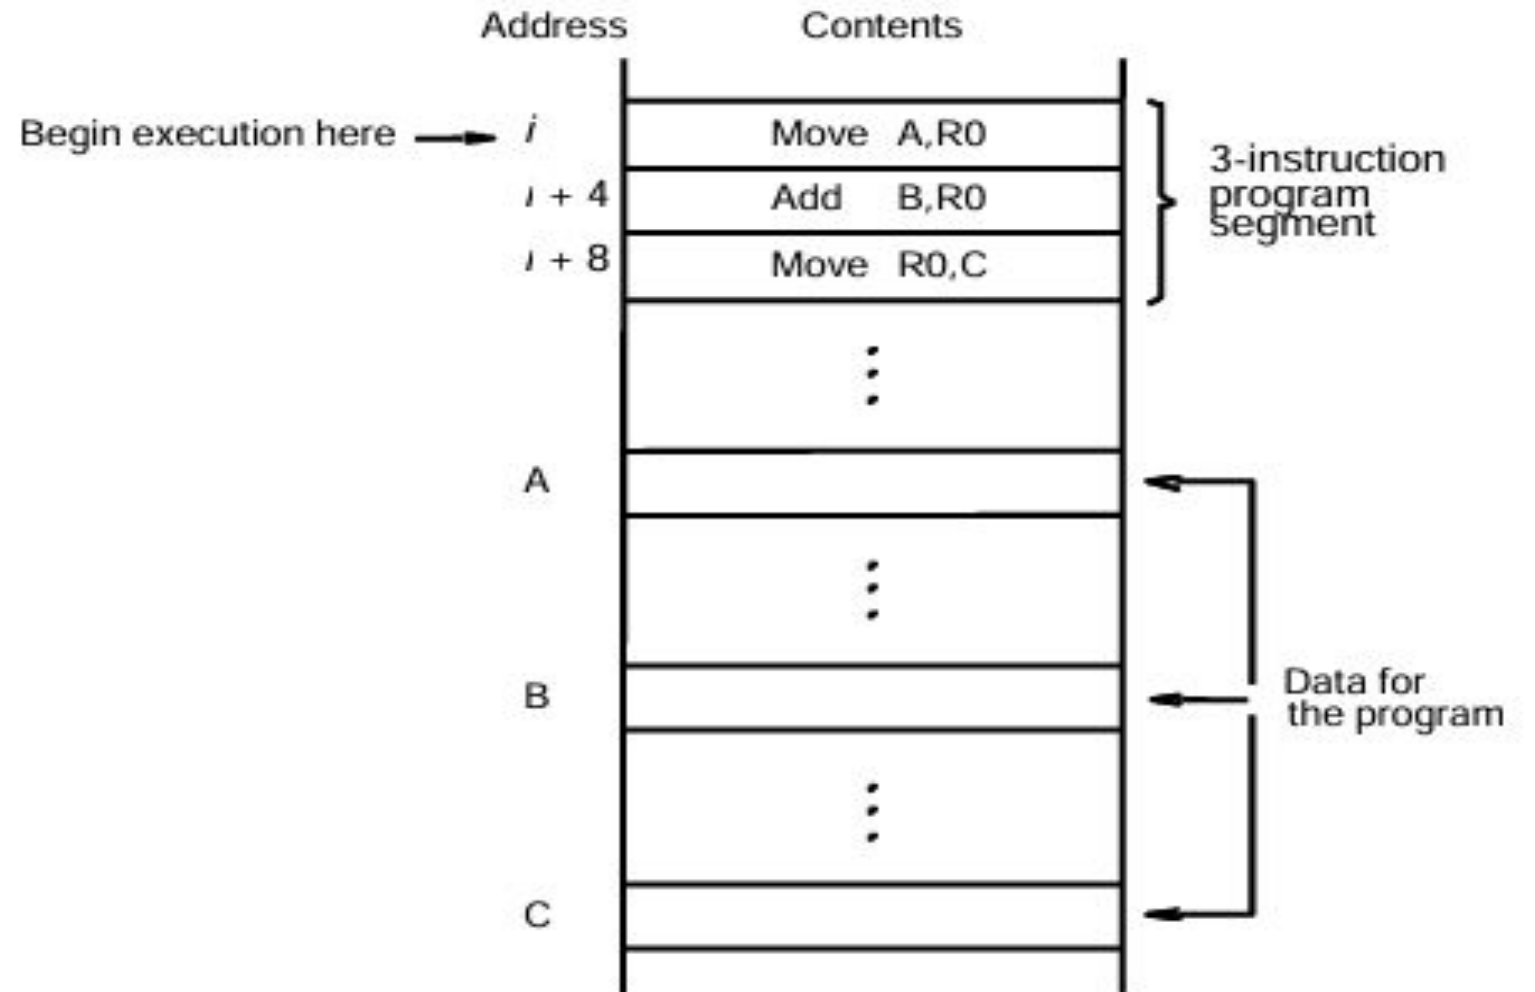 Address Contents
Begin execution here i Move A,R0
i + 4 Add B,R0
i + 8 Move R0,C
3-instruction
program
segment
A
B
Data for
the program
C